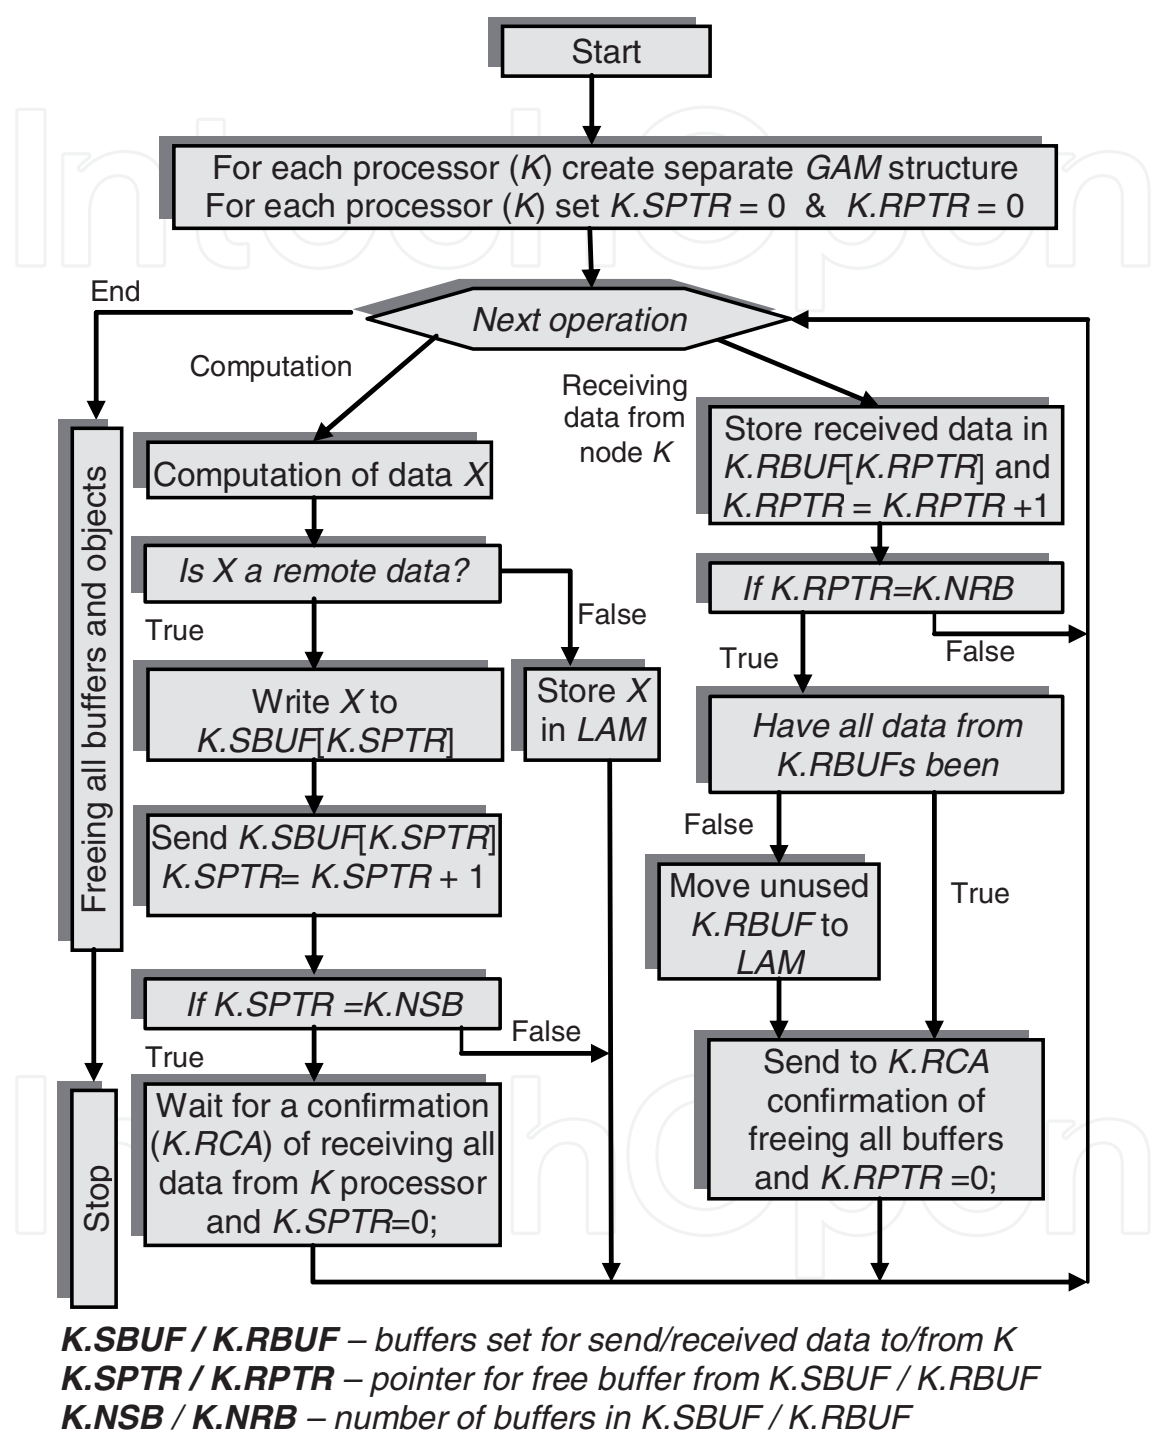 Start
For each processor (K) create separate GAM structure
For each processor (K) set K.SPTR = 0 & K.RPTR = 0
End
Next operation
Computation
Receiving
data from
node K
Freeing all buffers and objects
Stop
Computation of data X
Is X a remote data?
True
False
Write X to
K.SBUF[K.SPTR]
Store X
in LAM
Send K.SBUF[K.SPTR]
K.SPTR= K.SPTR + 1
If K.SPTR =K.NSB
False
True
Wait for a confirmation
(K.RCA) of receiving all
data from K processor
and K.SPTR=0;
Store received data in
K.RBUF[K.RPTR] and
K.RPTR = K.RPTR +1
If K.RPTR=K.NRB
True
False
Have all data from
K.RBUFs been
False
True
Move unused
K.RBUF to
LAM
Send to K.RCA
confirmation of
freeing all buffers
and K.RPTR =0;
K.SBUF / K.RBUF – buffers set for send/received data to/from K
K.SPTR / K.RPTR – pointer for free buffer from K.SBUF / K.RBUF
K.NSB / K.NRB – number of buffers in K.SBUF / K.RBUF
IntechOpen
IntechOpen